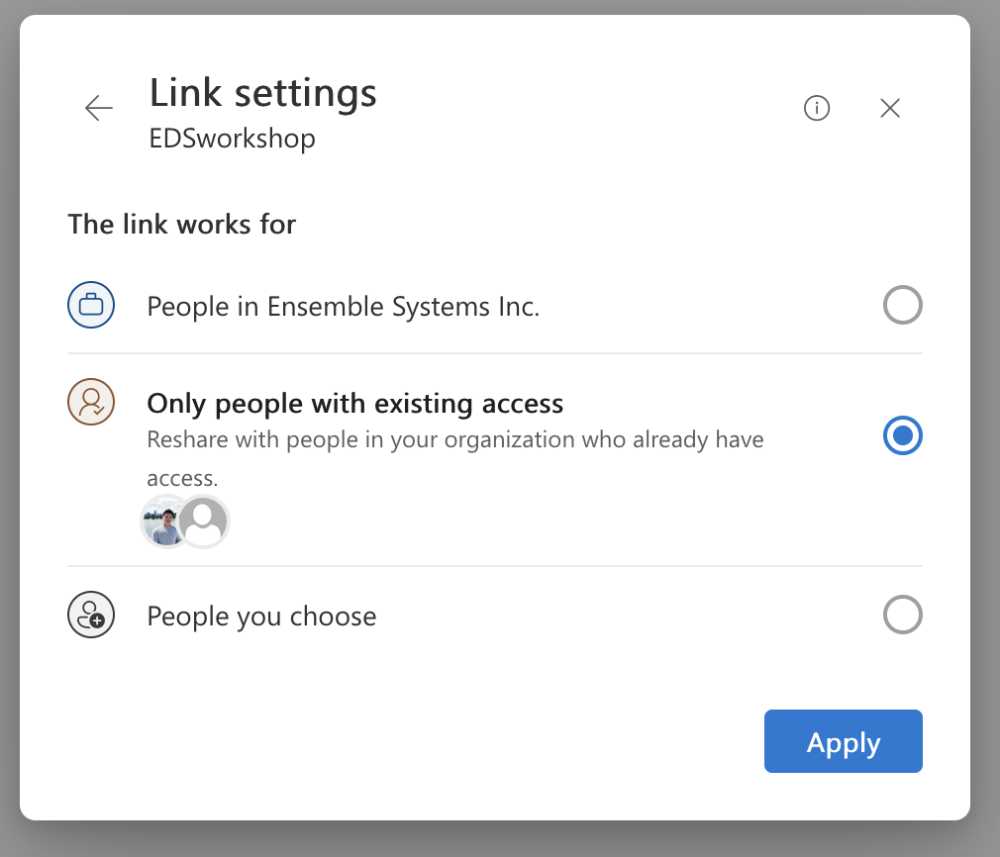 Link settings
EDSworkshop
The link works for
People in Ensemble Systems Inc.
Only people with existing access
Reshare with people in your organization who already have
access.
People you choose
Apply